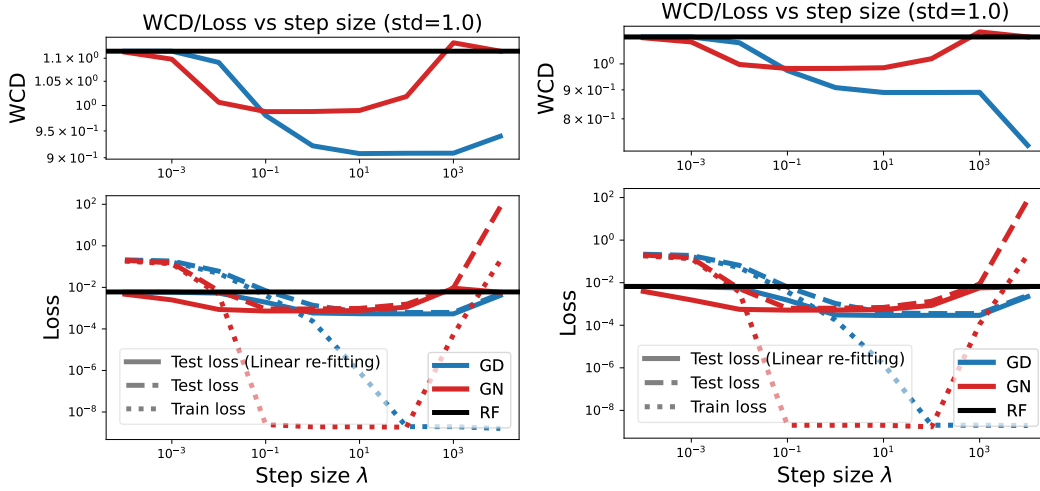 WCD/Loss vs step size (std=1.0)
WCD
1.1 × 10⁰
1.05 × 10⁰
10⁰
9.5 × 10⁻¹
9 × 10⁻¹
10⁻³ 10⁻¹ 10¹ 10³
Loss
10²
10⁰
10⁻²
10⁻⁴
10⁻⁶
10⁻⁸
Test loss (Linear re-fitting)
Test loss
Train loss
GD
GN
RF
10⁻³ 10⁻¹ 10¹ 10³
Step size λ
WCD/Loss vs step size (std=1.0)
WCD
10⁰
9 × 10⁻¹
8 × 10⁻¹
10⁻³ 10⁻¹ 10¹ 10³
Loss
10²
10⁰
10⁻²
10⁻⁴
10⁻⁶
10⁻⁸
Test loss (Linear re-fitting)
Test loss
Train loss
GD
GN
RF
10⁻³ 10⁻¹ 10¹ 10³
Step size λ